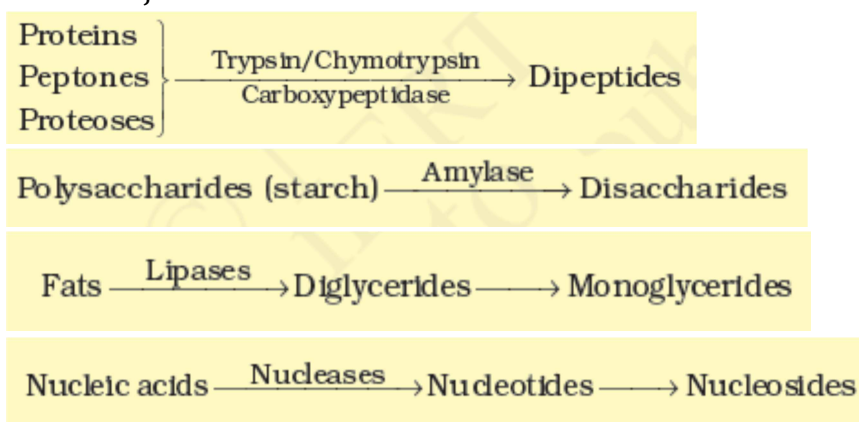 Proteins
Peptones
Proteoses
Trypsin/Chymotrypsin
Carboxypeptidase
Dipeptides
Polysaccharides (starch) Amylase Disaccharides
Fats Lipases Diglycerides Monoglycerides
Nucleic acids Nucleases Nucleotides Nucleosides